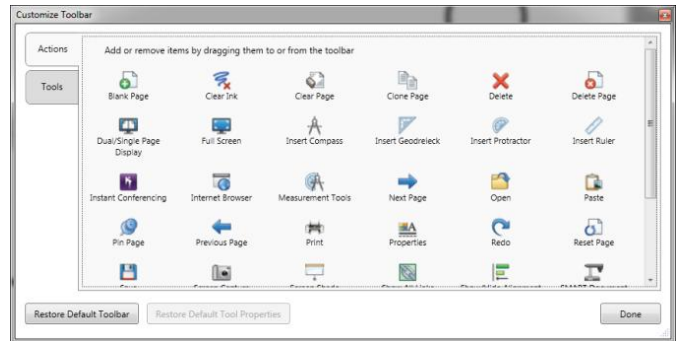 Customize Toolbar
Actions
Tools
Add or remove items by dragging them to or from the toolbar
Blank Page Clear Ink Clear Page Clone Page Delete Delete Page
Dual/Single Page Full Screen Insert Compass Insert Geodreieck Insert Protractor Insert Ruler
Display
Instant Conferencing Internet Browser Measurement Tools Next Page Open Paste
Pin Page Previous Page Print Properties Redo Reset Page
Restore Default Toolbar Restore Default Tool Properties Done